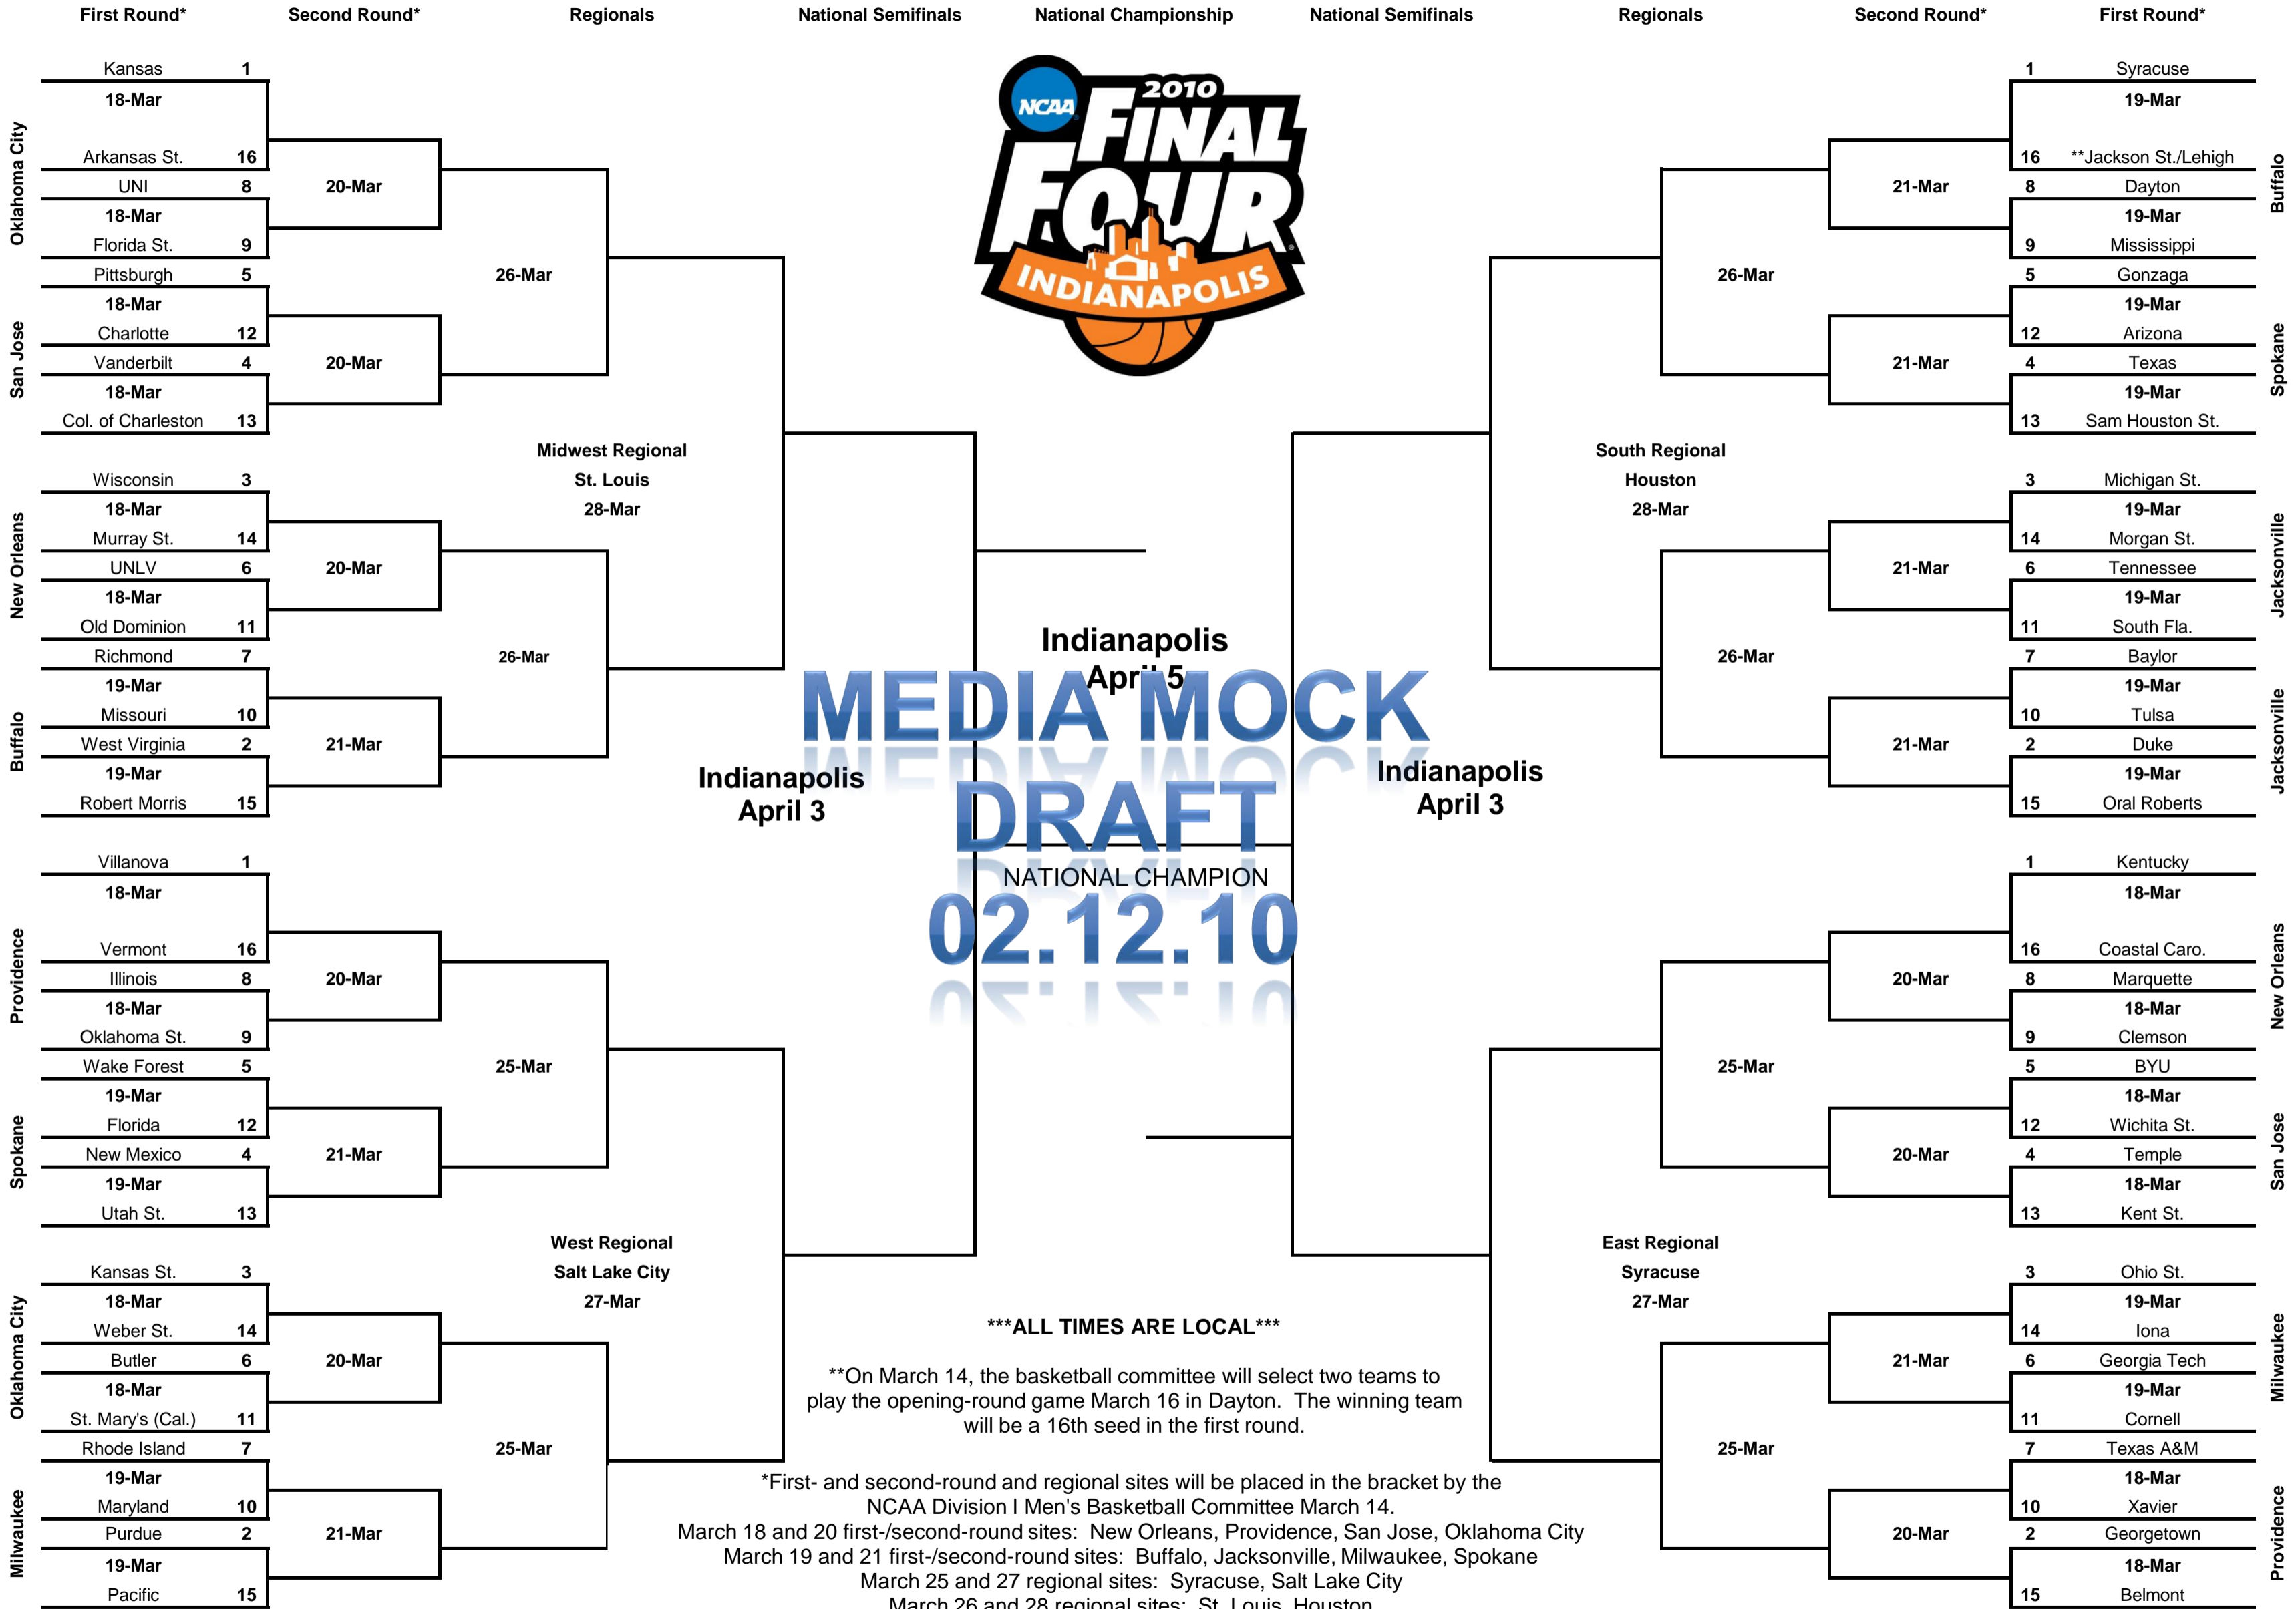 First Round* Second Round* Regionals National Semifinals National Championship National Semifinals Regionals Second Round* First Round*
Oklahoma City
Kansas 1
18-Mar
Arkansas St. 16
20-Mar
UNI 8
18-Mar
Florida St. 9
26-Mar
San Jose
Pittsburgh 5
18-Mar
Charlotte 12
20-Mar
Vanderbilt 4
18-Mar
Col. of Charleston 13
Midwest Regional
St. Louis
28-Mar
New Orleans
Wisconsin 3
18-Mar
Murray St. 14
20-Mar
UNLV 6
18-Mar
Old Dominion 11
26-Mar
Buffalo
Richmond 7
19-Mar
Missouri 10
21-Mar
West Virginia 2
19-Mar
Robert Morris 15
Providence
Villanova 1
18-Mar
Vermont 16
20-Mar
Illinois 8
18-Mar
Oklahoma St. 9
25-Mar
Spokane
Wake Forest 5
19-Mar
Florida 12
21-Mar
New Mexico 4
19-Mar
Utah St. 13
West Regional
Salt Lake City
27-Mar
Oklahoma City
Kansas St. 3
18-Mar
Weber St. 14
20-Mar
Butler 6
18-Mar
St. Mary's (Cal.) 11
25-Mar
Milwaukee
Rhode Island 7
19-Mar
Maryland 10
21-Mar
Purdue 2
19-Mar
Pacific 15
NCAA
2010
FINAL
FOUR
INDIANAPOLIS
Indianapolis
April 5
MEDIA MOCK
DRAFT
02.12.10
Indianapolis
April 3
Indianapolis
April 3
NATIONAL CHAMPION
***ALL TIMES ARE LOCAL***
**On March 14, the basketball committee will select two teams to
play the opening-round game March 16 in Dayton. The winning team
will be a 16th seed in the first round.
*First- and second-round and regional sites will be placed in the bracket by the
NCAA Division I Men's Basketball Committee March 14.
March 18 and 20 first-/second-round sites: New Orleans, Providence, San Jose, Oklahoma City
March 19 and 21 first-/second-round sites: Buffalo, Jacksonville, Milwaukee, Spokane
March 25 and 27 regional sites: Syracuse, Salt Lake City
March 26 and 28 regional sites: St. Louis, Houston
1 Syracuse
19-Mar
16 **Jackson St./Lehigh
21-Mar
8 Dayton
19-Mar
9 Mississippi
Buffalo
26-Mar
5 Gonzaga
19-Mar
12 Arizona
21-Mar
4 Texas
19-Mar
13 Sam Houston St.
Spokane
South Regional
Houston
28-Mar
3 Michigan St.
19-Mar
14 Morgan St.
21-Mar
6 Tennessee
19-Mar
11 South Fla.
Jacksonville
26-Mar
7 Baylor
19-Mar
10 Tulsa
21-Mar
2 Duke
19-Mar
15 Oral Roberts
Jacksonville
1 Kentucky
18-Mar
16 Coastal Caro.
20-Mar
8 Marquette
18-Mar
9 Clemson
New Orleans
25-Mar
5 BYU
18-Mar
12 Wichita St.
20-Mar
4 Temple
18-Mar
13 Kent St.
San Jose
East Regional
Syracuse
27-Mar
3 Ohio St.
19-Mar
14 Iona
21-Mar
6 Georgia Tech
19-Mar
11 Cornell
Milwaukee
25-Mar
7 Texas A&M
18-Mar
10 Xavier
20-Mar
2 Georgetown
18-Mar
15 Belmont
Providence